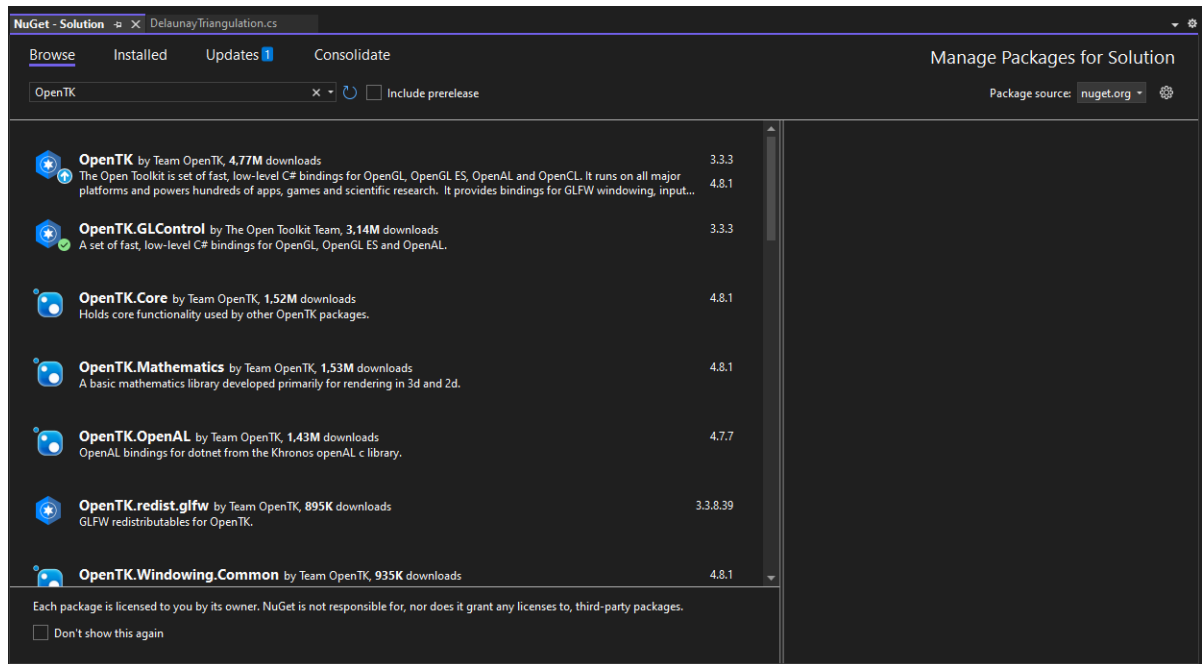 NuGet - Solution DelaunayTriangulation.cs
Browse Installed Updates 1 Consolidate Manage Packages for Solution
OpenTK Include prerelease Package source: nuget.org
OpenTK by Team OpenTK, 4,77M downloads 3.3.3
The Open Toolkit is set of fast, low-level C# bindings for OpenGL, OpenGL ES, OpenAL and OpenCL. It runs on all major 4.8.1
platforms and powers hundreds of apps, games and scientific research. It provides bindings for GLFW windowing, input...
OpenTK.GLControl by The Open Toolkit Team, 3,14M downloads 3.3.3
A set of fast, low-level C# bindings for OpenGL, OpenGL ES and OpenAL.
OpenTK.Core by Team OpenTK, 1,52M downloads 4.8.1
Holds core functionality used by other OpenTK packages.
OpenTK.Mathematics by Team OpenTK, 1,53M downloads 4.8.1
A basic mathematics library developed primarily for rendering in 3d and 2d.
OpenTK.OpenAL by Team OpenTK, 1,43M downloads 4.7.7
OpenAL bindings for dotnet from the Khronos openAL c library.
OpenTK.redist.glfw by Team OpenTK, 895K downloads 3.3.8.39
GLFW redistributables for OpenTK.
OpenTK.Windowing.Common by Team OpenTK, 935K downloads 4.8.1
Each package is licensed to you by its owner. NuGet is not responsible for, nor does it grant any licenses to, third-party packages.
Don't show this again